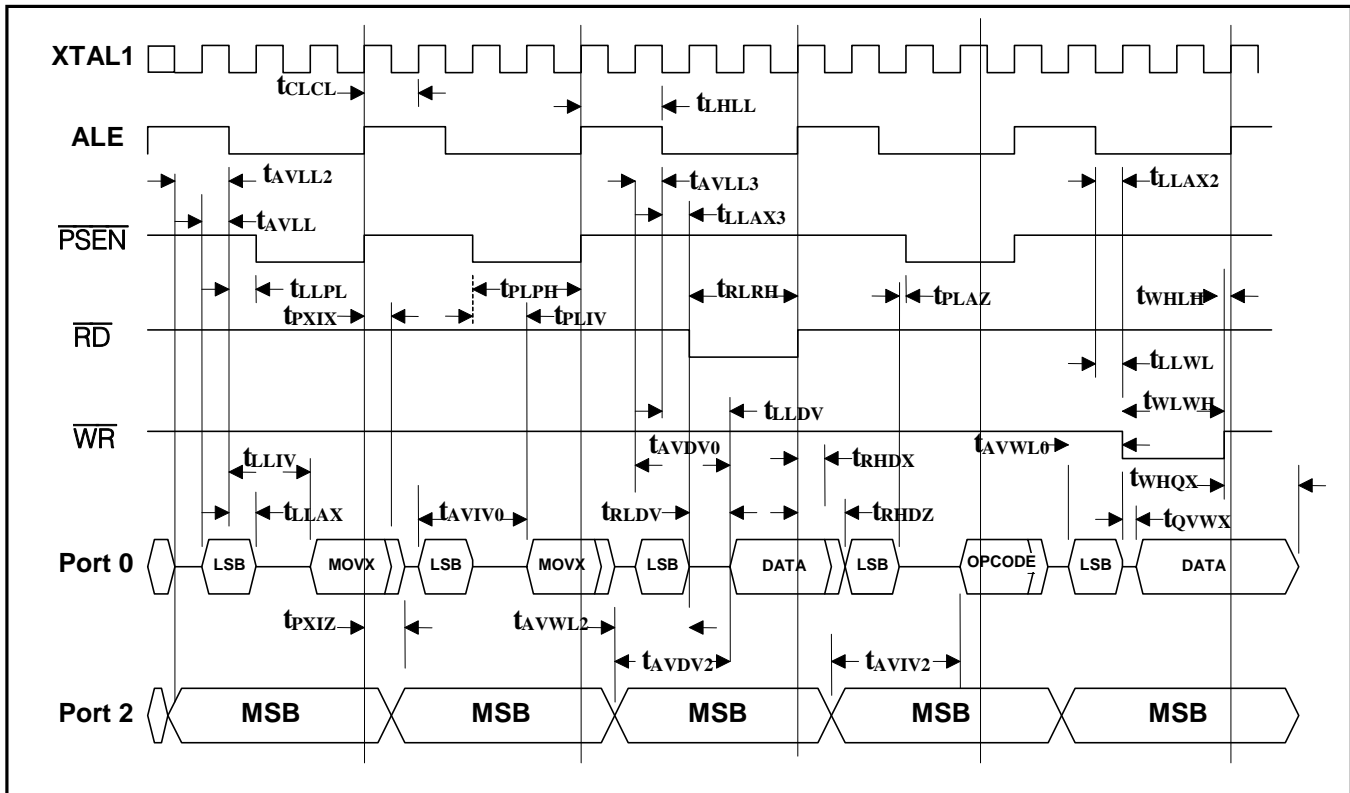 XTAL1
tCLCL
tLHLL
ALE
tAVLL2
tAVLL3
tLLAX2
tAVLL
tLLAX3
PSEN
tLLPL
tPLPH
tRLRH
tPLAZ
tWHLH
tPXIX
tPLIV
RD
tLLWL
tLLDV
tWLWH
WR
tAVDV0
tAVWL0
tLLIV
tRHDX
tWHQX
tLLAX
tAVIV0
tRLDV
tRHDZ
tQVWX
Port 0
LSB MOVX LSB MOVX LSB DATA LSB OPCODE LSB DATA
tPXIZ
tAVWL2
tAVDV2
tAVIV2
Port 2
MSB MSB MSB MSB MSB